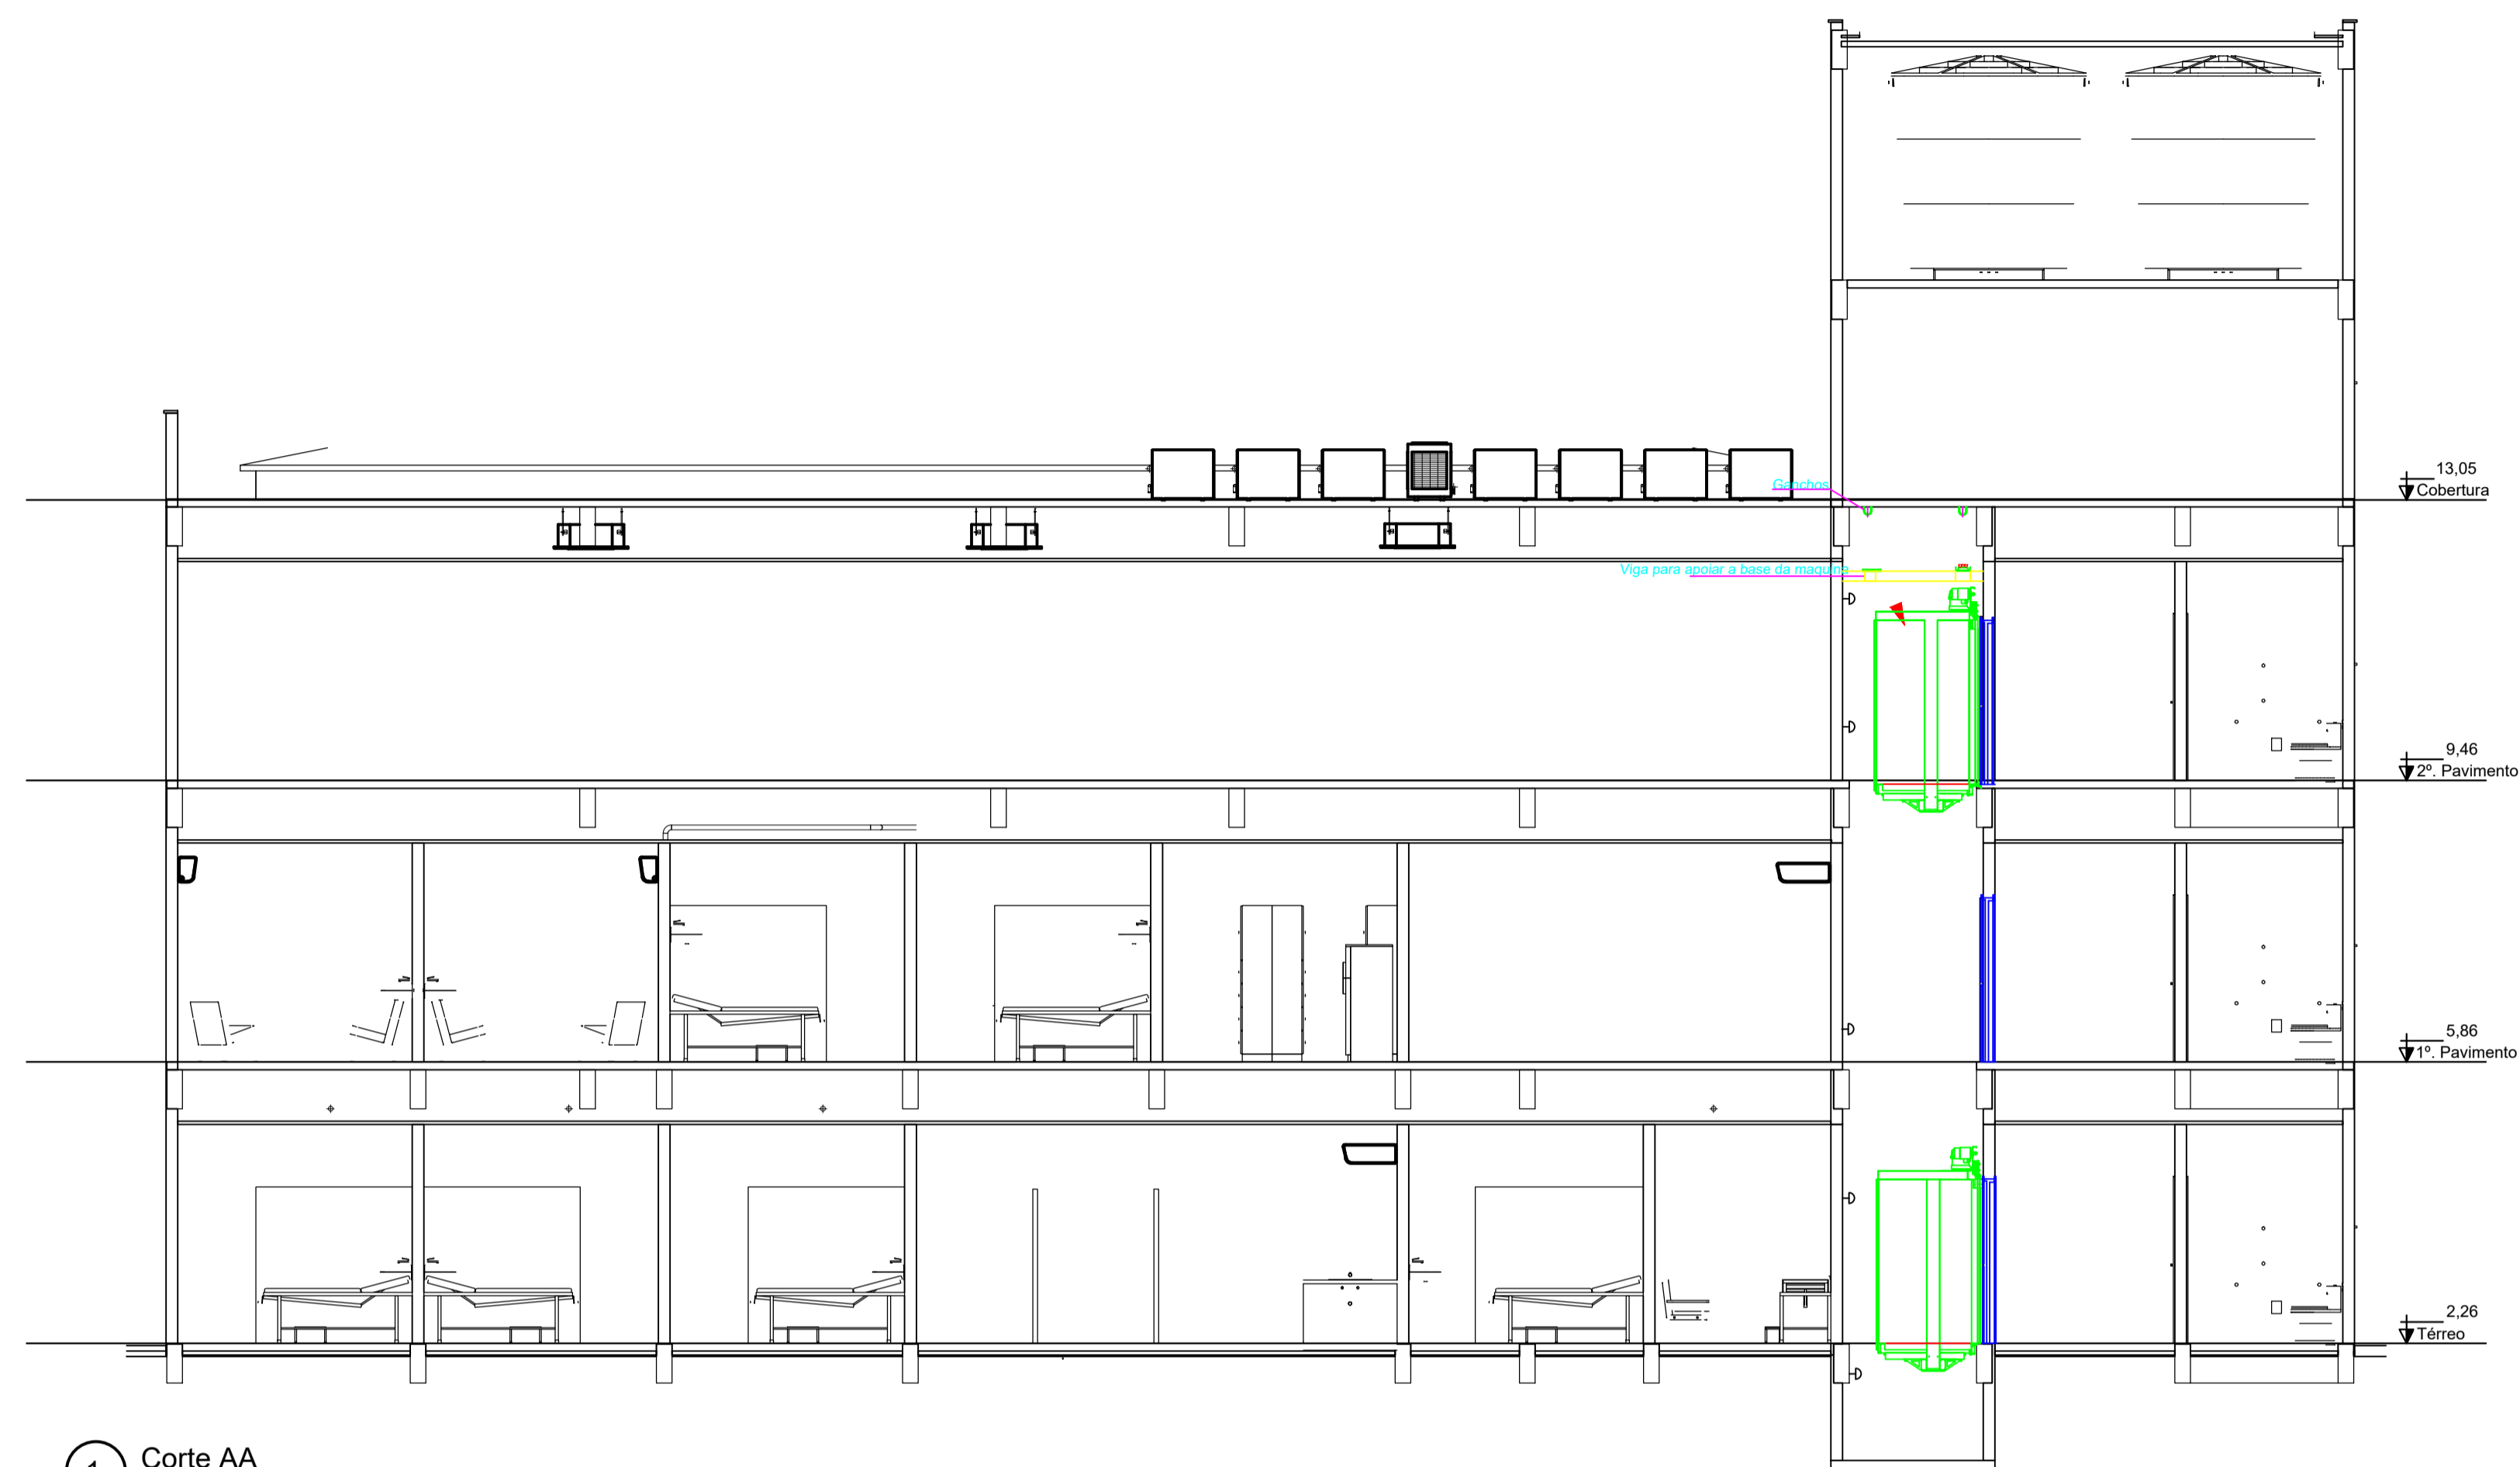 13,05
Cobertura
Ganchos
Viga para apoiar a base da maquina
9,46
2º. Pavimento
5,86
1º. Pavimento
2,26
Térreo
1
Corte AA